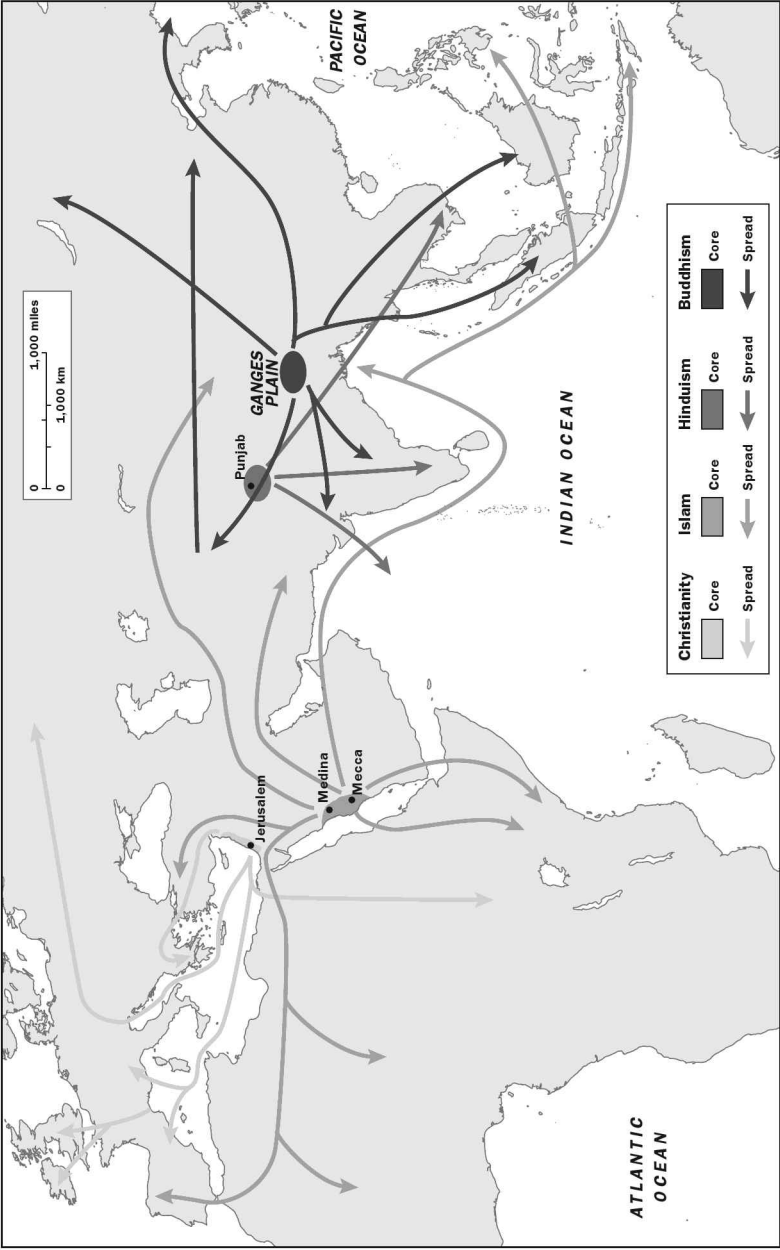 PACIFIC
OCEAN
1,000 miles
0
0
1,000 km
GANGES
PLAIN
Punjab
INDIAN OCEAN
Medina
Mecca
Jerusalem
ATLANTIC
OCEAN
Christianity
Core
Spread
Islam
Core
Spread
Hinduism
Core
Spread
Buddhism
Core
Spread